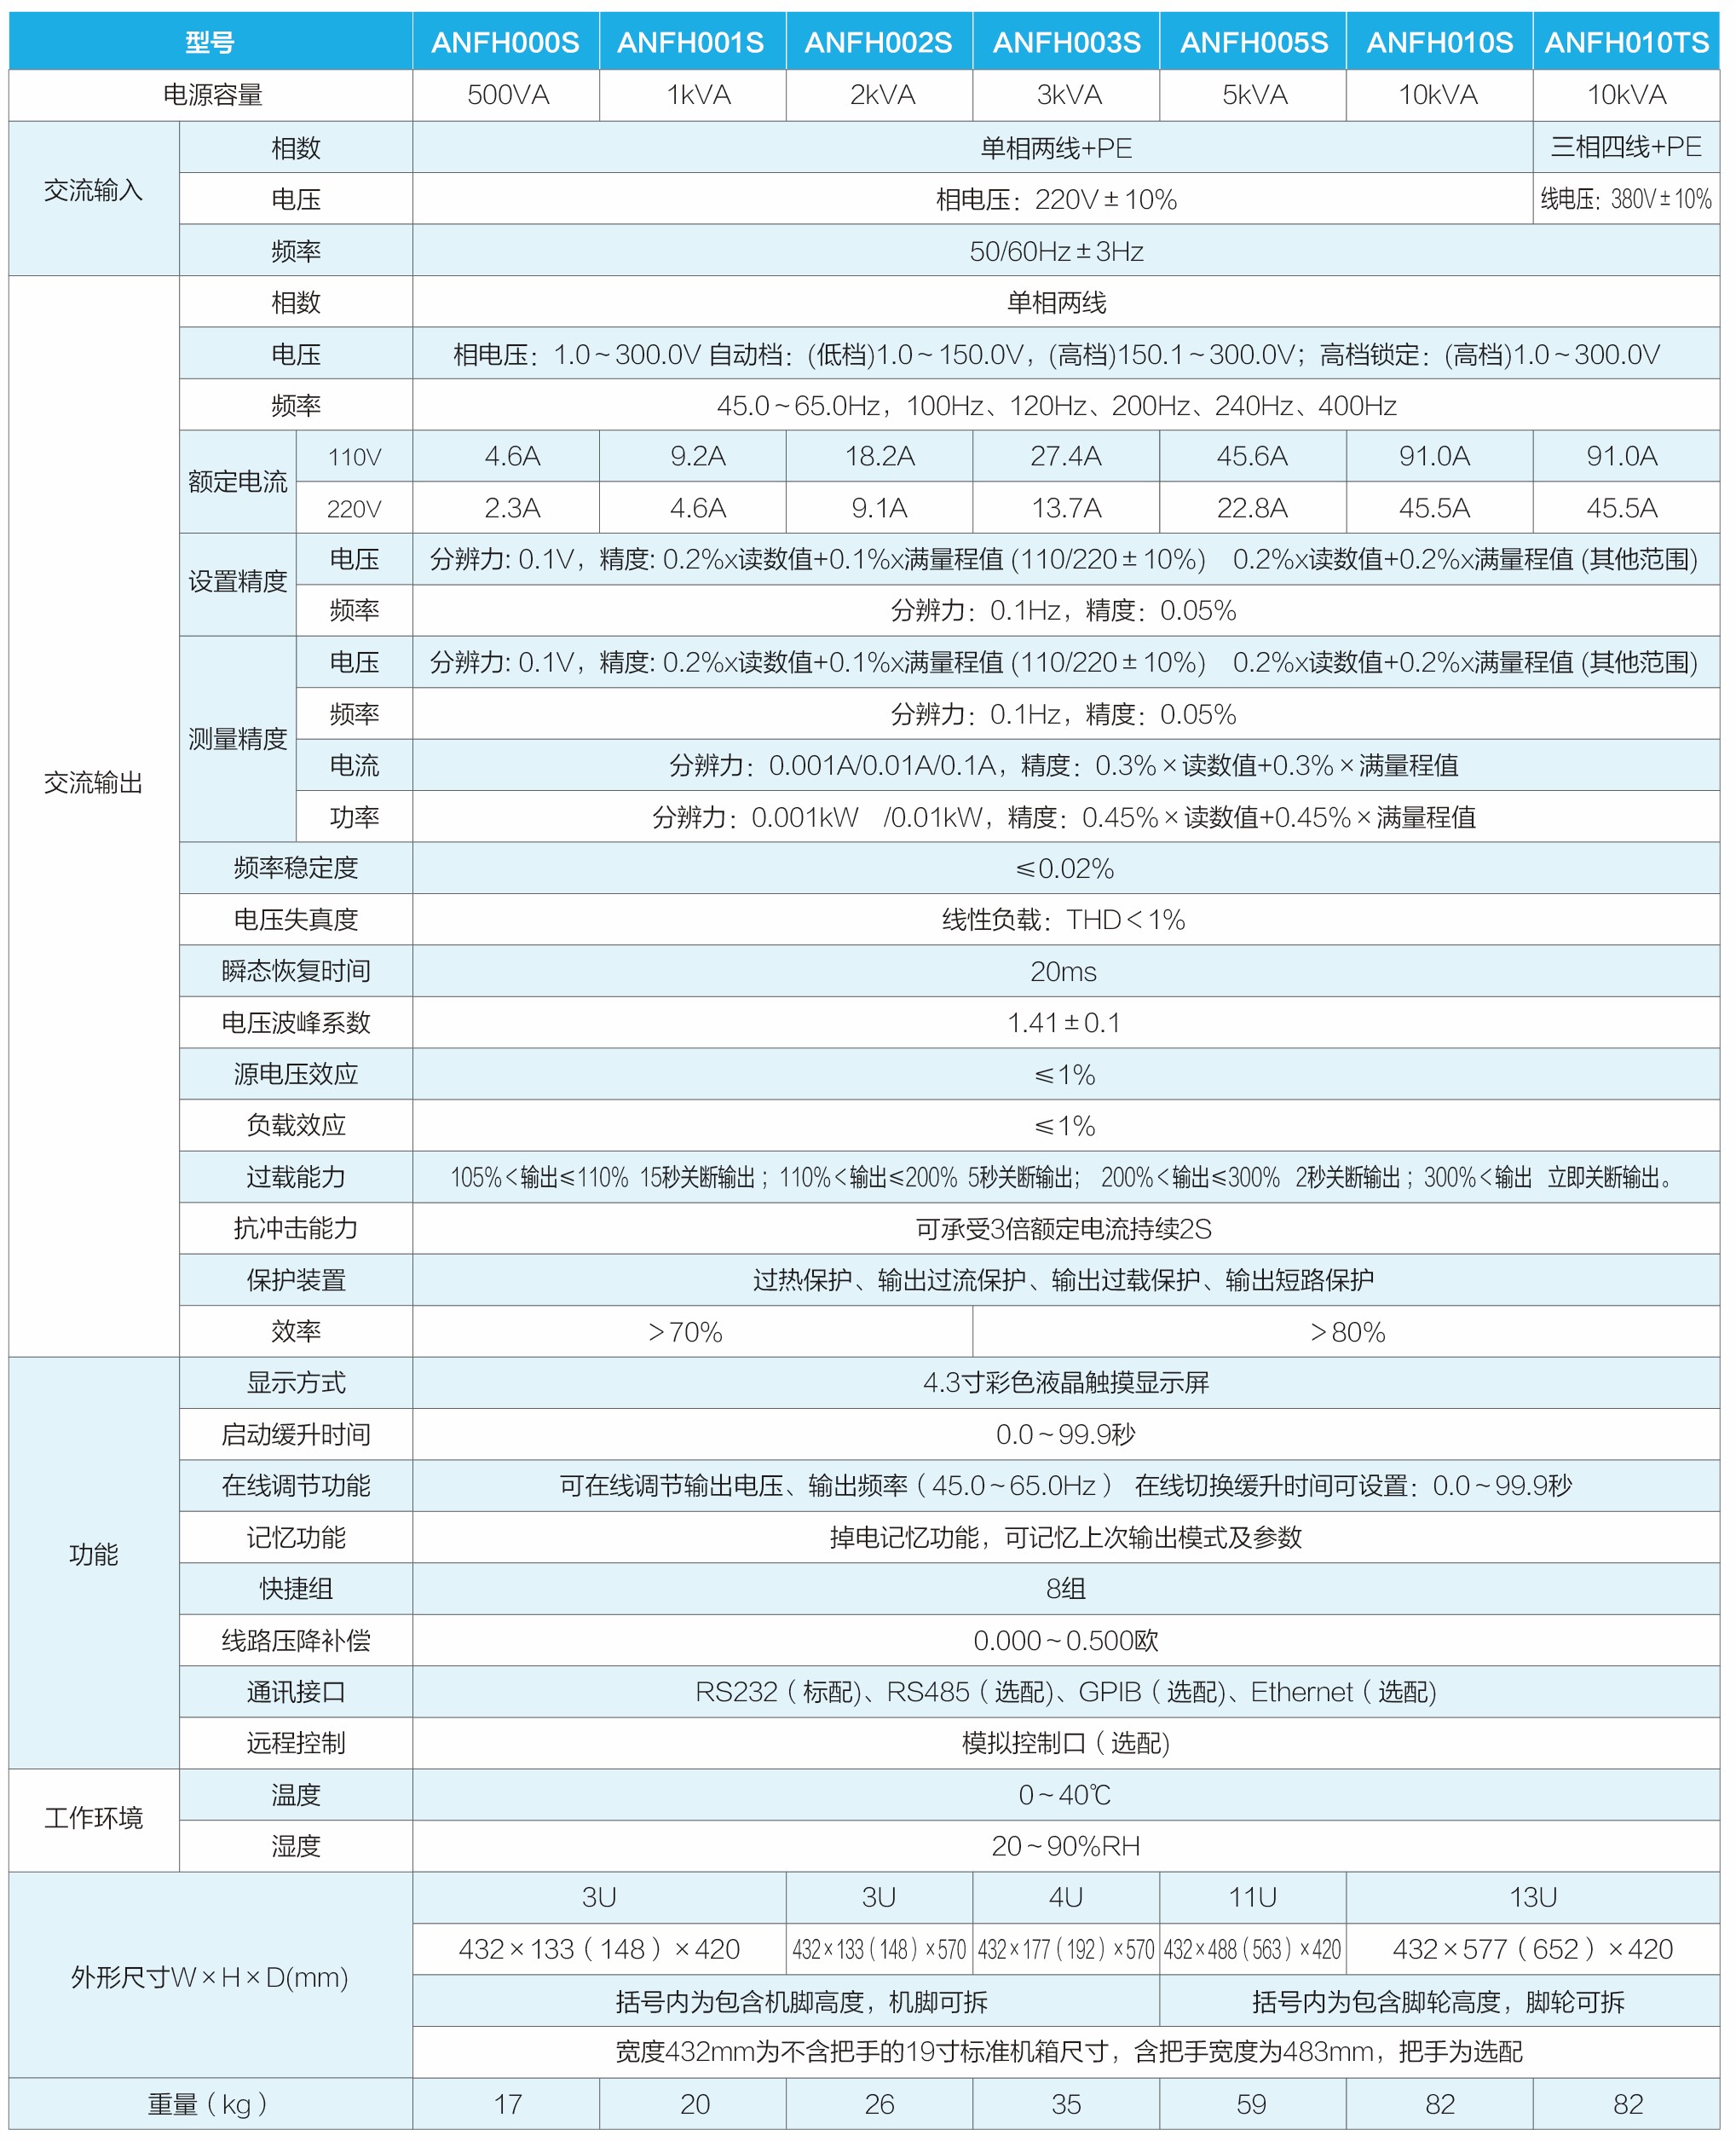 型号 ANFH000S ANFH001S ANFH002S ANFH003S ANFH005S ANFH010S ANFH010TS
电源容量 500VA 1kVA 2kVA 3kVA 5kVA 10kVA 10kVA
交流输入
相数 单相两线+PE 三相四线+PE
电压 相电压：220V±10% 线电压：380V±10%
频率 50/60Hz±3Hz
交流输出
相数 单相两线
电压 相电压：1.0～300.0V 自动档：(低档)1.0～150.0V，(高档)150.1～300.0V；高档锁定：(高档)1.0～300.0V
频率 45.0～65.0Hz，100Hz、120Hz、200Hz、240Hz、400Hz
额定电流
110V 4.6A 9.2A 18.2A 27.4A 45.6A 91.0A 91.0A
220V 2.3A 4.6A 9.1A 13.7A 22.8A 45.5A 45.5A
设置精度
电压 分辨力: 0.1V，精度: 0.2%x读数值+0.1%x满量程值 (110/220±10%) 0.2%x读数值+0.2%x满量程值 (其他范围)
频率 分辨力：0.1Hz，精度：0.05%
测量精度
电压 分辨力: 0.1V，精度: 0.2%x读数值+0.1%x满量程值 (110/220±10%) 0.2%x读数值+0.2%x满量程值 (其他范围)
频率 分辨力：0.1Hz，精度：0.05%
电流 分辨力：0.001A/0.01A/0.1A，精度：0.3%×读数值+0.3%×满量程值
功率 分辨力：0.001kW /0.01kW，精度：0.45%×读数值+0.45%×满量程值
频率稳定度 ≤0.02%
电压失真度 线性负载：THD＜1%
瞬态恢复时间 20ms
电压波峰系数 1.41±0.1
源电压效应 ≤1%
负载效应 ≤1%
过载能力 105%＜输出≤110% 15秒关断输出；110%＜输出≤200% 5秒关断输出； 200%＜输出≤300% 2秒关断输出；300%＜输出 立即关断输出。
抗冲击能力 可承受3倍额定电流持续2S
保护装置 过热保护、输出过流保护、输出过载保护、输出短路保护
效率 ＞70% ＞80%
功能
显示方式 4.3寸彩色液晶触摸显示屏
启动缓升时间 0.0～99.9秒
在线调节功能 可在线调节输出电压、输出频率（45.0～65.0Hz） 在线切换缓升时间可设置：0.0～99.9秒
记忆功能 掉电记忆功能，可记忆上次输出模式及参数
快捷组 8组
线路压降补偿 0.000～0.500欧
通讯接口 RS232（标配)、RS485（选配)、GPIB（选配)、Ethernet（选配)
远程控制 模拟控制口（选配)
工作环境
温度 0～40℃
湿度 20～90%RH
外形尺寸W×H×D(mm)
3U 3U 4U 11U 13U
432×133（148）×420 432×133（148）×570 432×177（192）×570 432×488（563）×420 432×577（652）×420
括号内为包含机脚高度，机脚可拆 括号内为包含脚轮高度，脚轮可拆
宽度432mm为不含把手的19寸标准机箱尺寸，含把手宽度为483mm，把手为选配
重量（kg） 17 20 26 35 59 82 82